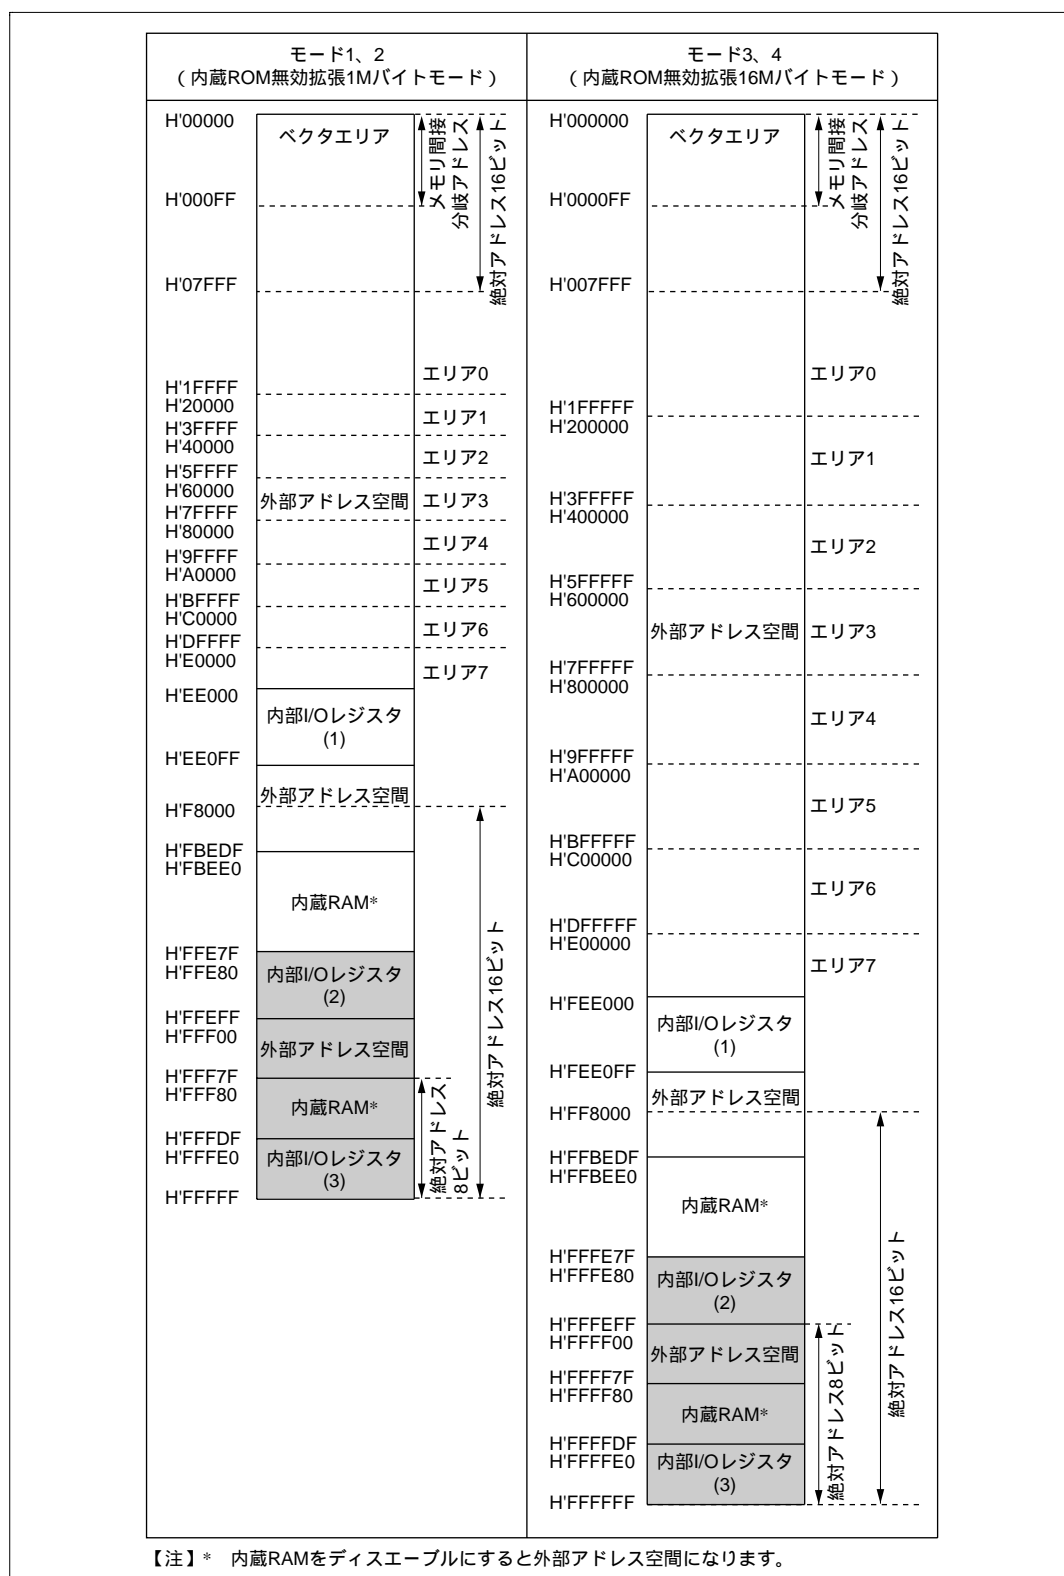 モード1、2
(内蔵ROM無効拡張1Mバイトモード)
H'00000
ベクタエリア
メモリ間接
分岐アドレス
絶対アドレス16ビット
H'000FF
H'07FFF
エリア0
H'1FFFF
H'20000
エリア1
H'3FFFF
H'40000
エリア2
H'5FFFF
H'60000
外部アドレス空間
エリア3
H'7FFFF
H'80000
エリア4
H'9FFFF
H'A0000
エリア5
H'BFFFF
H'C0000
エリア6
H'DFFFF
H'E0000
エリア7
H'EE000
内部I/Oレジスタ
(1)
H'EE0FF
外部アドレス空間
H'F8000
H'FBEDF
H'FBEE0
内蔵RAM*
絶対アドレス16ビット
H'FFE7F
H'FFE80
内部I/Oレジスタ
(2)
H'FFEFF
H'FFF00
外部アドレス空間
H'FFF7F
H'FFF80
内蔵RAM*
絶対アドレス
8ビット
H'FFFDF
H'FFFE0
内部I/Oレジスタ
(3)
H'FFFFF
モード3、4
(内蔵ROM無効拡張16Mバイトモード)
H'000000
ベクタエリア
メモリ間接
分岐アドレス
絶対アドレス16ビット
H'0000FF
H'007FFF
エリア0
H'1FFFFF
H'200000
エリア1
H'3FFFFF
H'400000
エリア2
H'5FFFFF
H'600000
外部アドレス空間
エリア3
H'7FFFFF
H'800000
エリア4
H'9FFFFF
H'A00000
エリア5
H'BFFFFF
H'C00000
エリア6
H'DFFFFF
H'E00000
エリア7
H'FEE000
内部I/Oレジスタ
(1)
H'FEE0FF
外部アドレス空間
H'FF8000
H'FFBEDF
H'FFBEE0
内蔵RAM*
絶対アドレス16ビット
H'FFFE7F
H'FFFE80
内部I/Oレジスタ
(2)
H'FFFEFF
H'FFFF00
外部アドレス空間
絶対アドレス8ビット
H'FFFF7F
H'FFFF80
内蔵RAM*
H'FFFFDF
H'FFFFE0
内部I/Oレジスタ
(3)
H'FFFFFF
【注】* 内蔵RAMをディスエーブルにすると外部アドレス空間になります。